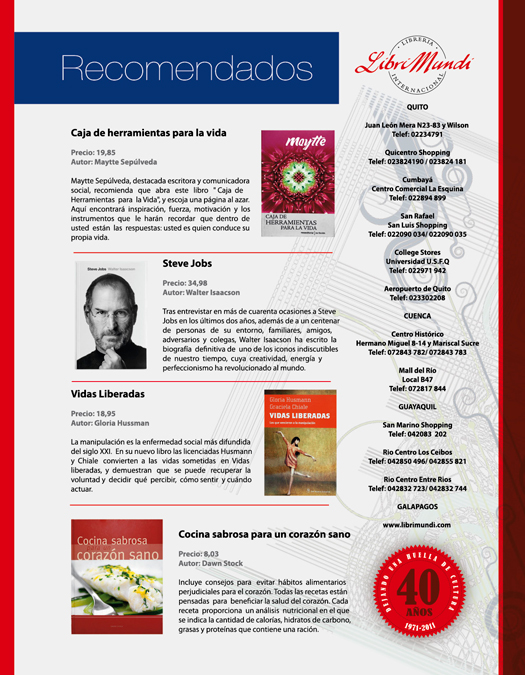 Recomendados
Caja de herramientas para la vida
Precio: 19,85
Autor: Maytte Sepúlveda
Maytte Sepúlveda, destacada escritora y comunicadora
social, recomienda que abra este libro " Caja de
Herramientas para la Vida", y escoja una página al azar.
Aquí encontrará inspiración, fuerza, motivación y los
instrumentos que le harán recordar que dentro de
usted están las respuestas: usted es quien conduce su
propia vida.
maytte
CAJA DE
HERRAMIENTAS
PARA LA VIDA
Steve Jobs
Precio: 34,98
Autor: Walter Isaacson
Tras entrevistar en más de cuarenta ocasiones a Steve
Jobs en los últimos dos años, además de a un centenar
de personas de su entorno, familiares, amigos,
adversarios y colegas, Walter Isaacson ha escrito la
biografía definitiva de uno de los iconos indiscutibles
de nuestro tiempo, cuya creatividad, energía y
perfeccionismo ha revolucionado al mundo.
Steve Jobs Walter Isaacson
Vidas Liberadas
Precio: 18,95
Autor: Gloria Hussman
La manipulación es la enfermedad social más difundida
del siglo XXI. En su nuevo libro las licenciadas Husmann
y Chiale convierten a las vidas sometidas en Vidas
liberadas, y demuestran que se puede recuperar la
voluntad y decidir qué percibir, cómo sentir y cuándo
actuar.
Gloria Husmann
Graciela Chiale
VIDAS LIBERADAS
Cocina sabrosa
para un
corazón sano
Cocina sabrosa para un corazón sano
Precio: 8,03
Autor: Dawn Stock
Incluye consejos para evitar hábitos alimentarios
perjudiciales para el corazón. Todas las recetas están
pensadas para beneficiar la salud del corazón. Cada
receta proporciona un análisis nutricional en el que
se indica la cantidad de calorías, hidratos de carbono,
grasas y proteínas que contiene una ración.
LIBRERIA
LibriMundi
INTERNACIONAL
QUITO
Juan León Mera N23-83 y Wilson
Telef: 02234791
Quicentro Shopping
Telef: 023824190 / 023824 181
Cumbayá
Centro Comercial La Esquina
Telef: 022894 899
San Rafael
San Luis Shopping
Telef: 022090 034/ 022090 035
College Stores
Universidad U.S.F.Q
Telef: 022971 942
Aeropuerto de Quito
Telef: 023302208
CUENCA
Centro Histórico
Hermano Miguel 8-14 y Mariscal Sucre
Telef: 072843 782/ 072843 783
Mall del Río
Local B47
Telef: 072817 844
GUAYAQUIL
San Marino Shopping
Telef: 042083 202
Rio Centro Los Ceibos
Telef: 042850 496/ 042855 821
Rio Centro Entre Rios
Telef: 042832 723/ 042832 744
GALAPAGOS
www.librimundi.com
DEJANDO UNA HUELLA DE CULTURA
40
AÑOS
1971-2011